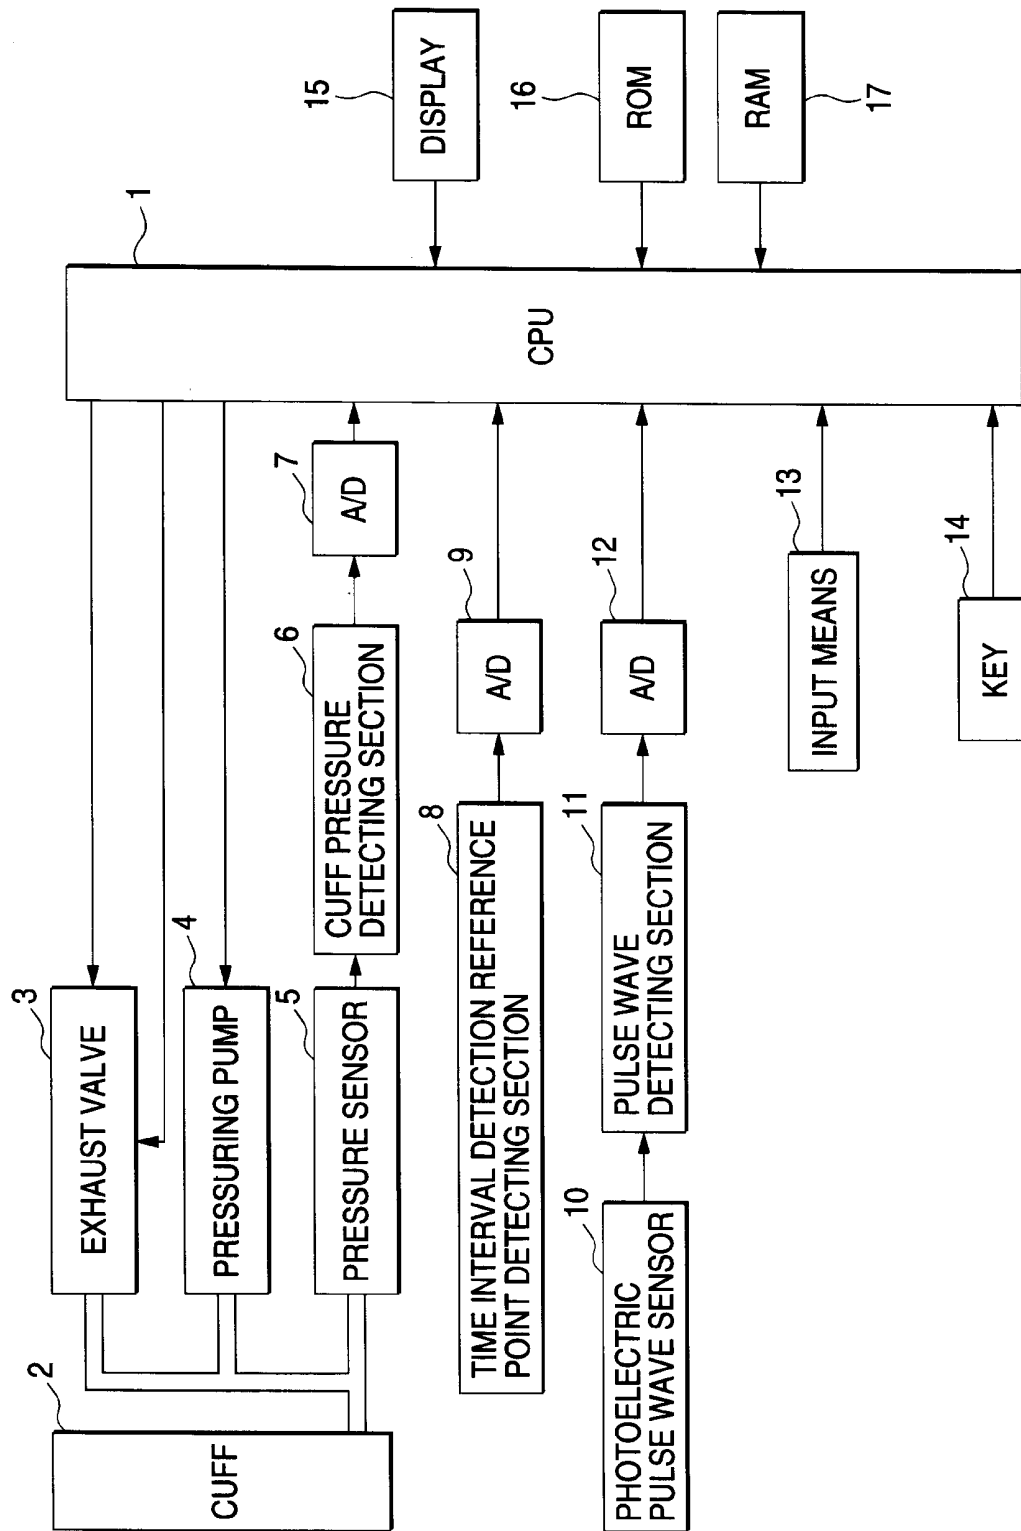 2
CUFF
3
EXHAUST VALVE
4
PRESSURING PUMP
5
PRESSURE SENSOR
6
CUFF PRESSURE
DETECTING SECTION
7
A/D
8
TIME INTERVAL DETECTION REFERENCE
POINT DETECTING SECTION
9
A/D
10
PHOTOELECTRIC
PULSE WAVE SENSOR
11
PULSE WAVE
DETECTING SECTION
12
A/D
13
INPUT MEANS
14
KEY
1
CPU
15
DISPLAY
16
ROM
17
RAM